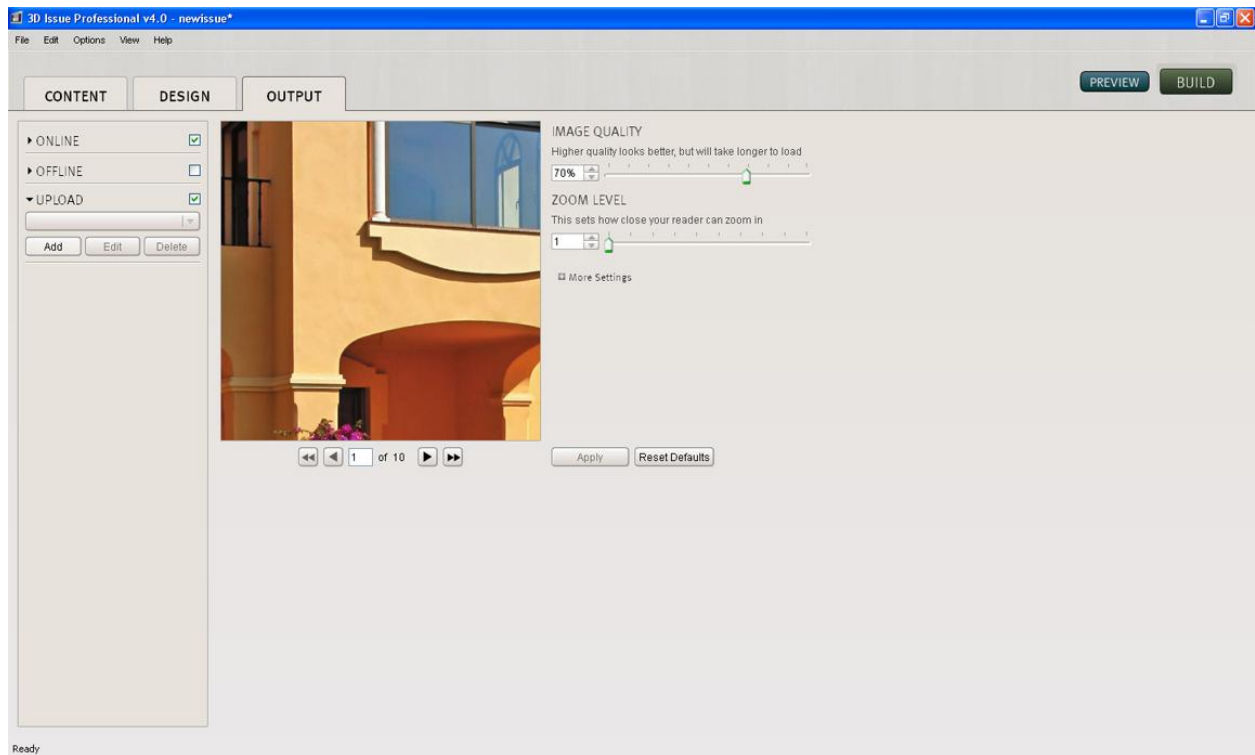 3D Issue Professional v4.0 - newissue*
File Edit Options View Help
CONTENT DESIGN OUTPUT PREVIEW BUILD
ONLINE
OFFLINE
UPLOAD
Add Edit Delete
IMAGE QUALITY
Higher quality looks better, but will take longer to load
70%
ZOOM LEVEL
This sets how close your reader can zoom in
1
More Settings
1 of 10
Apply Reset Defaults
Ready